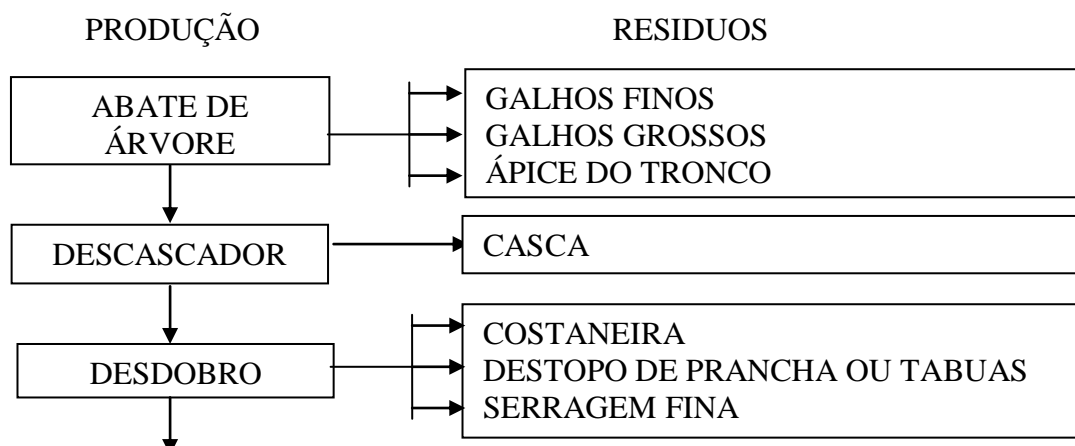 PRODUÇÃO
RESIDUOS
ABATE DE
ÁRVORE
GALHOS FINOS
GALHOS GROSSOS
ÁPICE DO TRONCO
DESCASCADOR
CASCA
DESDOBRO
COSTANEIRA
DESTOPO DE PRANCHA OU TABUAS
SERRAGEM FINA